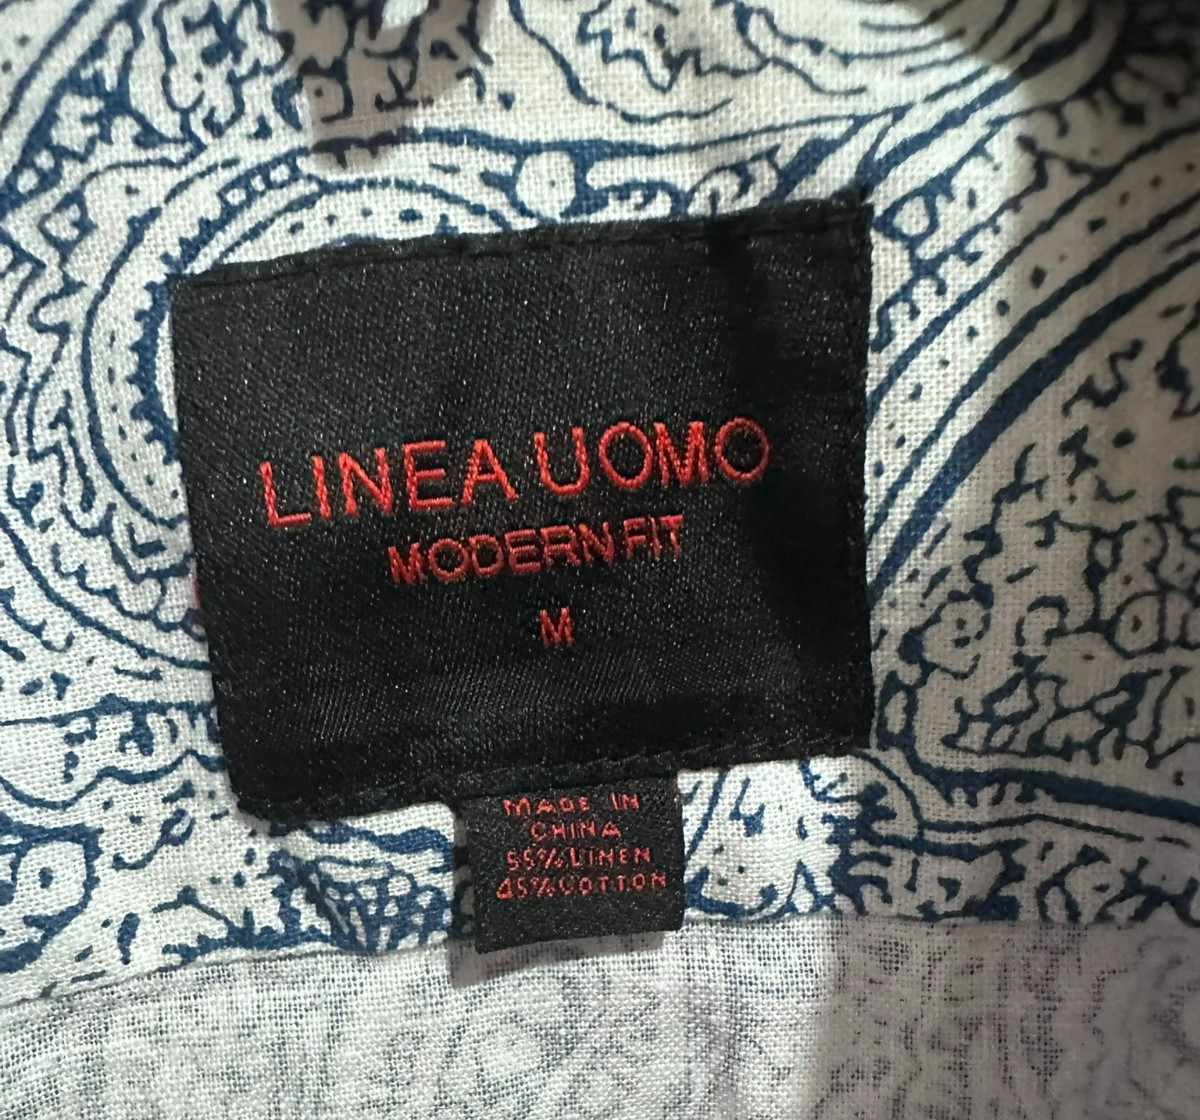 LINEA UOMO
MODERN FIT
M
MADE IN
CHINA
55%LINEN
45%COTTON